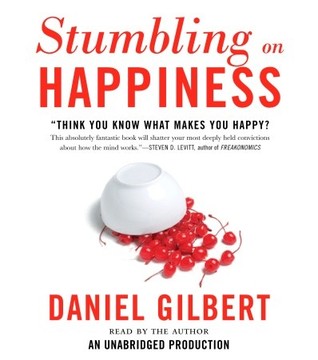 Stumbling on
HAPPINESS
“THINK YOU KNOW WHAT MAKES YOU HAPPY?
This absolutely fantastic book will shatter your most deeply held convictions
about how the mind works.”—STEVEN D. LEVITT, author of FREAKONOMICS
DANIEL GILBERT
READ BY THE AUTHOR
AN UNABRIDGED PRODUCTION